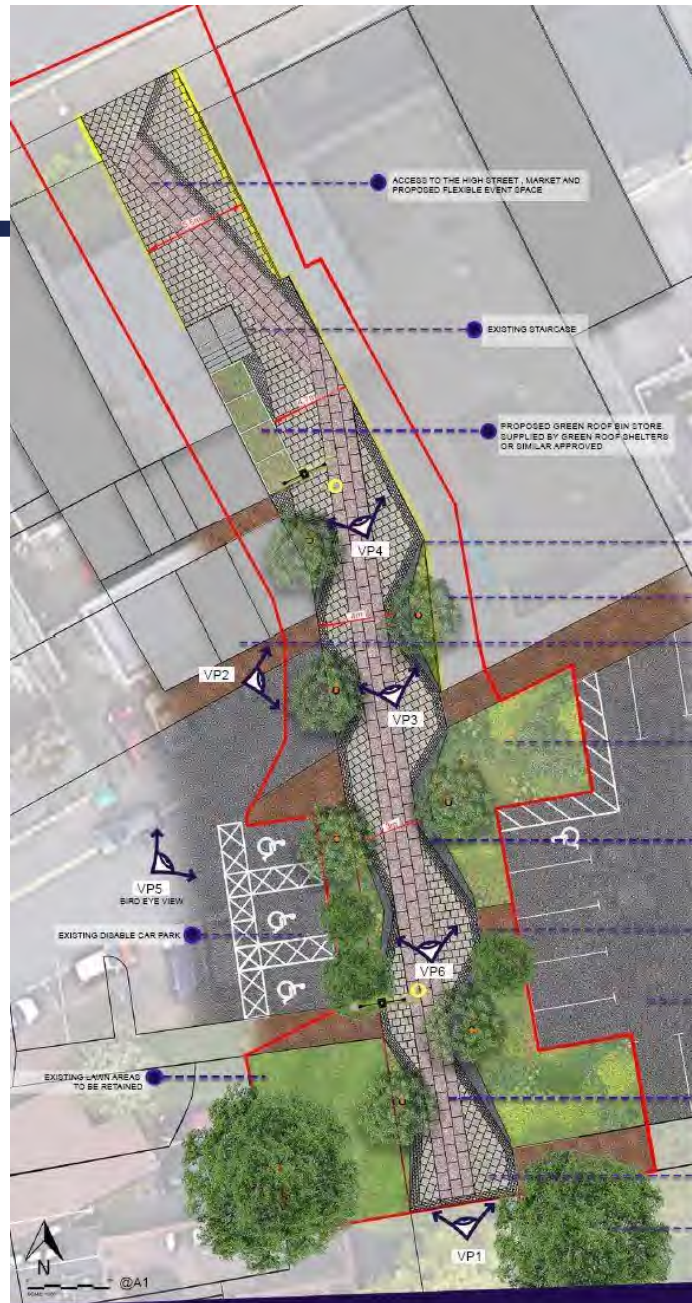 ACCESS TO THE HIGH STREET , MARKET AND
PROPOSED FLEXIBLE EVENT SPACE
EXISTING STAIRCASE
PROPOSED GREEN ROOF BIN STORE
SUPPLIED BY GREEN ROOF SHELTERS
OR SIMILAR APPROVED
VP4
4m
VP2
VP3
VP5
BIRD EYE VIEW
EXISTING DISABLE CAR PARK
VP6
EXISTING LAWN AREAS
TO BE RETAINED
VP1
N
@A1